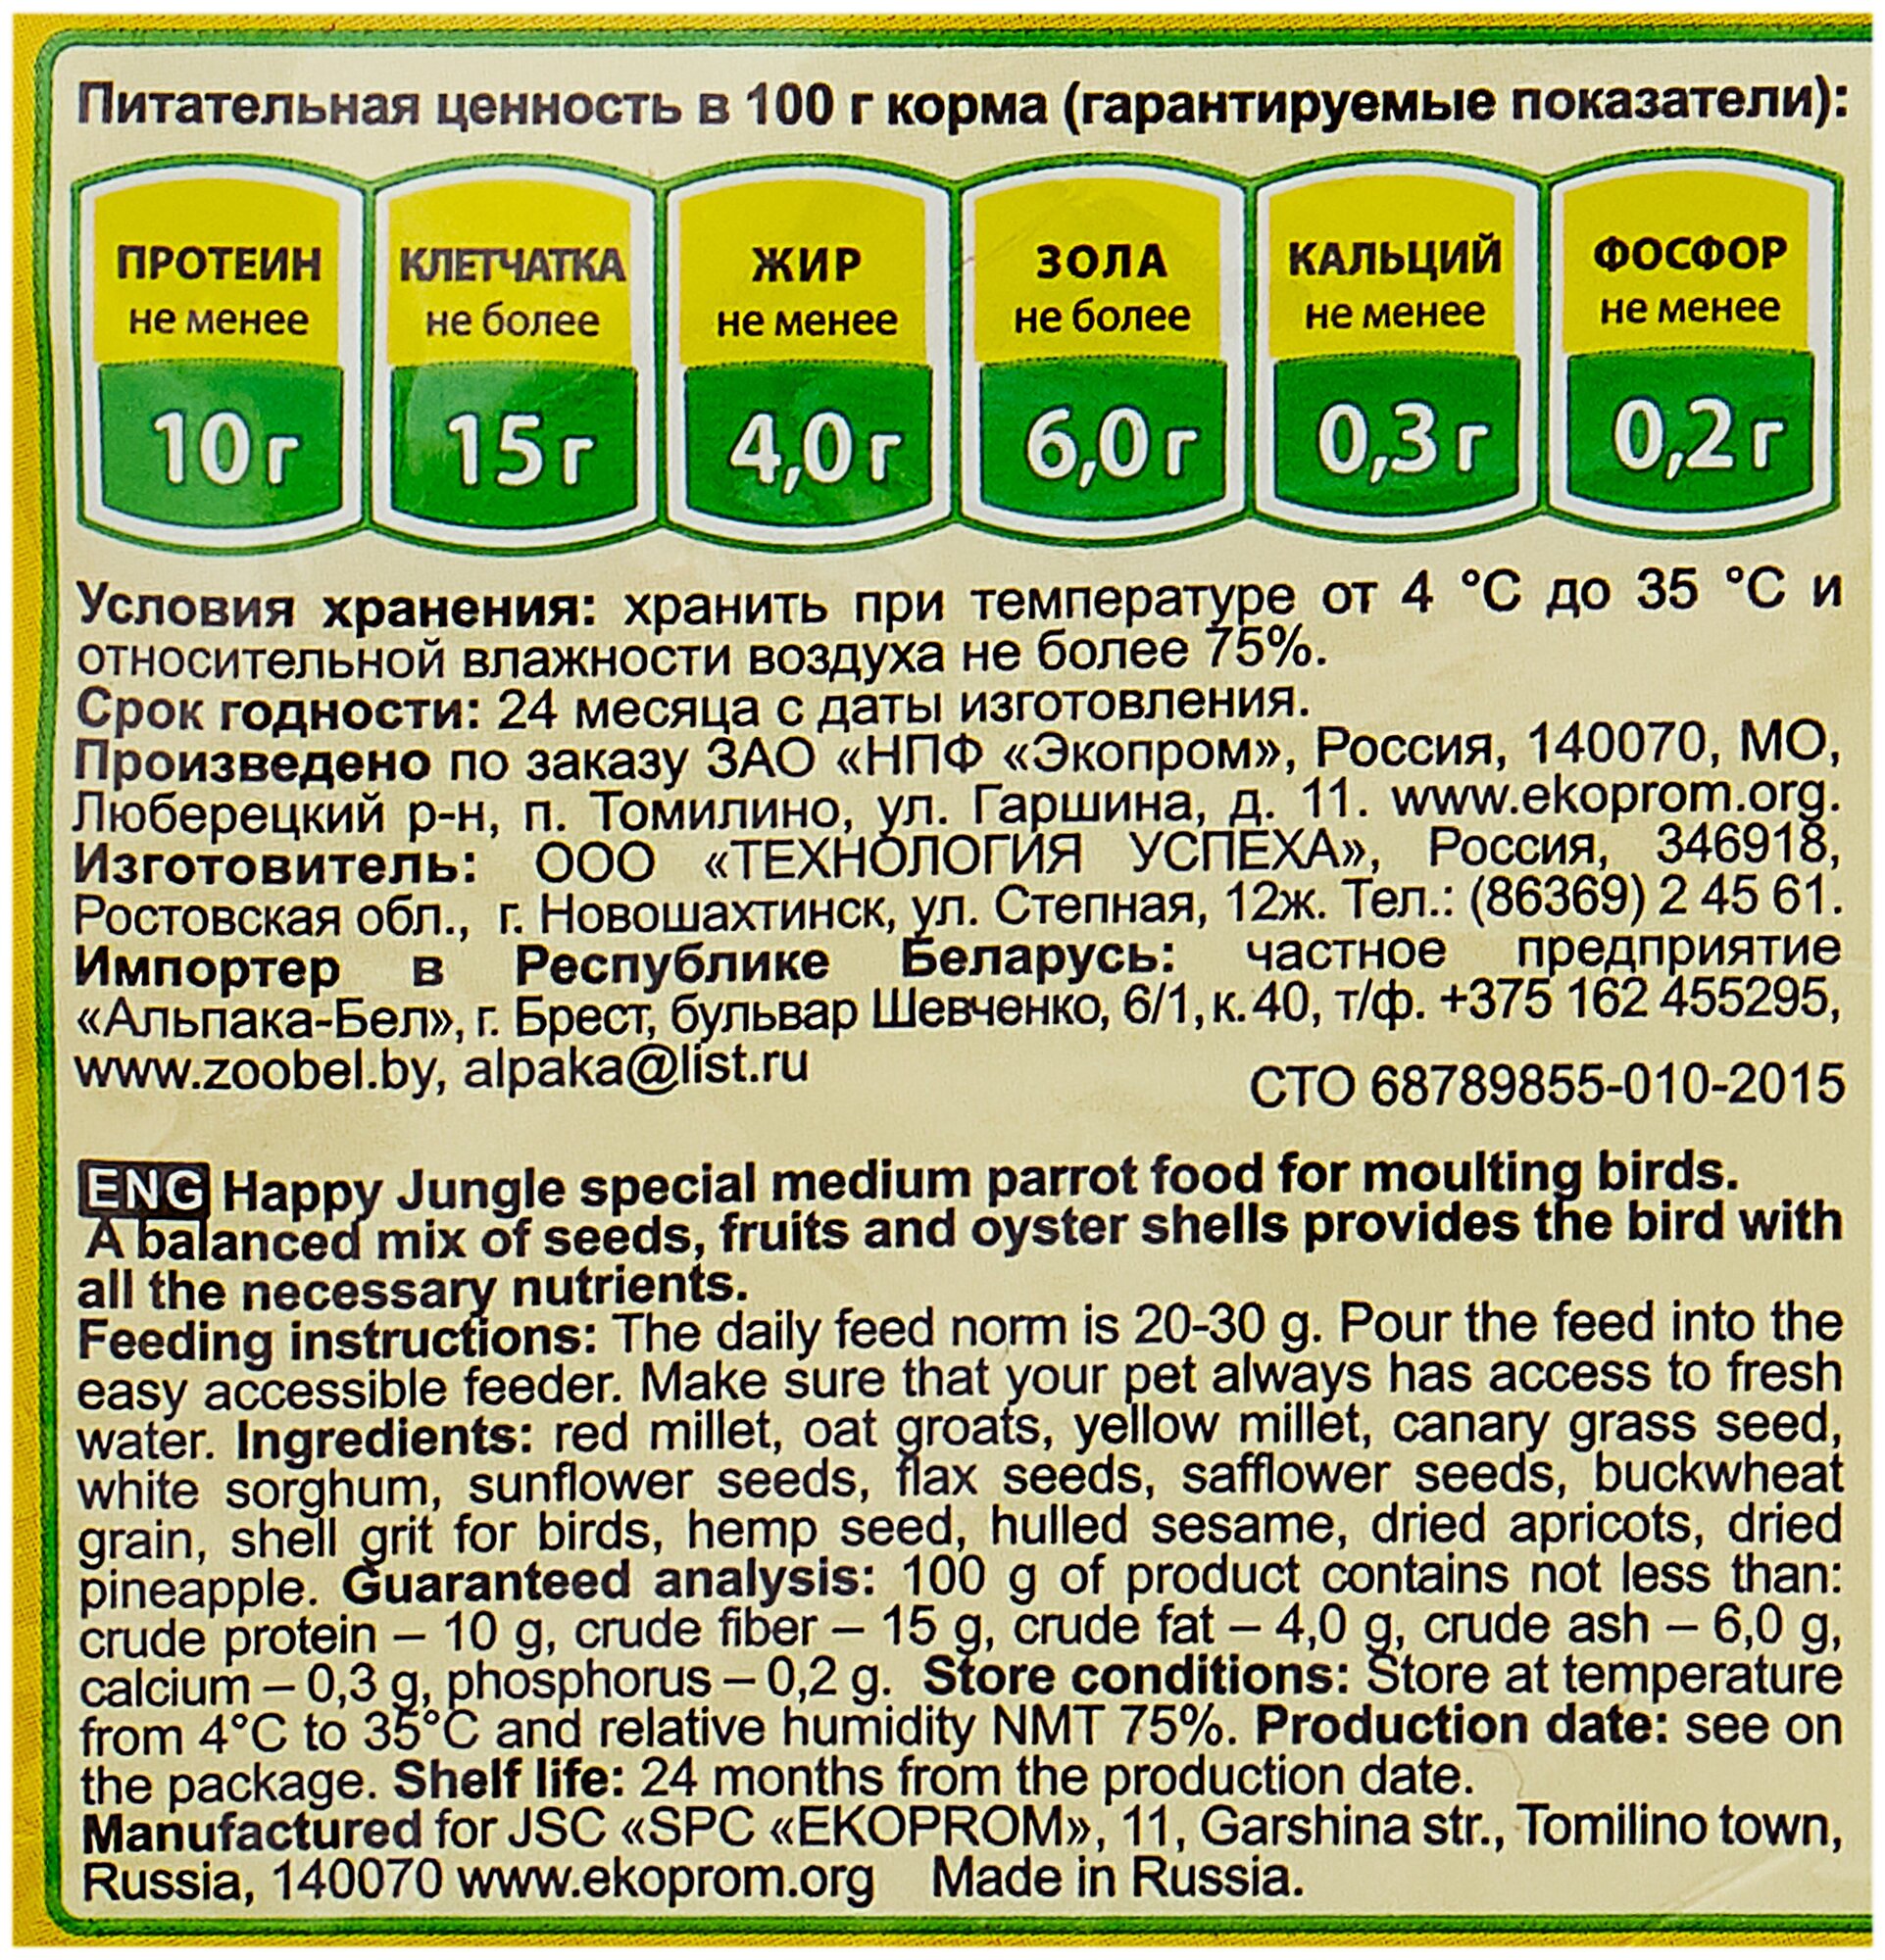 Питательная ценность в 100 г корма (гарантируемые показатели):
ПРОТЕИН КЛЕТЧАТКА ЖИР ЗОЛА КАЛЬЦИЙ ФОСФОР
не менее не более не менее не более не менее не менее
10 г 15 г 4,0 г 6,0 г 0,3 г 0,2 г
Условия хранения: хранить при температуре от 4 °С до 35 °С и
относительной влажности воздуха не более 75%.
Срок годности: 24 месяца с даты изготовления.
Произведено по заказу ЗАО «НПФ «Экопром», Россия, 140070, МО,
Люберецкий р-н, п. Томилино, ул. Гаршина, д. 11. www.ekoprom.org.
Изготовитель: ООО «ТЕХНОЛОГИЯ УСПЕХА», Россия, 346918,
Ростовская обл., г. Новошахтинск, ул. Степная, 12ж. Тел.: (86369) 2 45 61.
Импортер в Республике Беларусь: частное предприятие
«Альпака-Бел», г. Брест, бульвар Шевченко, 6/1, к. 40, т/ф. +375 162 455295,
www.zoobel.by, alpaka@list.ru
СТО 68789855-010-2015
ENG Happy Jungle special medium parrot food for moulting birds.
A balanced mix of seeds, fruits and oyster shells provides the bird with
all the necessary nutrients.
Feeding instructions: The daily feed norm is 20-30 g. Pour the feed into the
easy accessible feeder. Make sure that your pet always has access to fresh
water. Ingredients: red millet, oat groats, yellow millet, canary grass seed,
white sorghum, sunflower seeds, flax seeds, safflower seeds, buckwheat
grain, shell grit for birds, hemp seed, hulled sesame, dried apricots, dried
pineapple. Guaranteed analysis: 100 g of product contains not less than:
crude protein – 10 g, crude fiber – 15 g, crude fat – 4,0 g, crude ash – 6,0 g,
calcium – 0,3 g, phosphorus – 0,2 g. Store conditions: Store at temperature
from 4°C to 35°C and relative humidity NMT 75%. Production date: see on
the package. Shelf life: 24 months from the production date.
Manufactured for JSC «SPC «EKOPROM», 11, Garshina str., Tomilino town,
Russia, 140070 www.ekoprom.org Made in Russia.